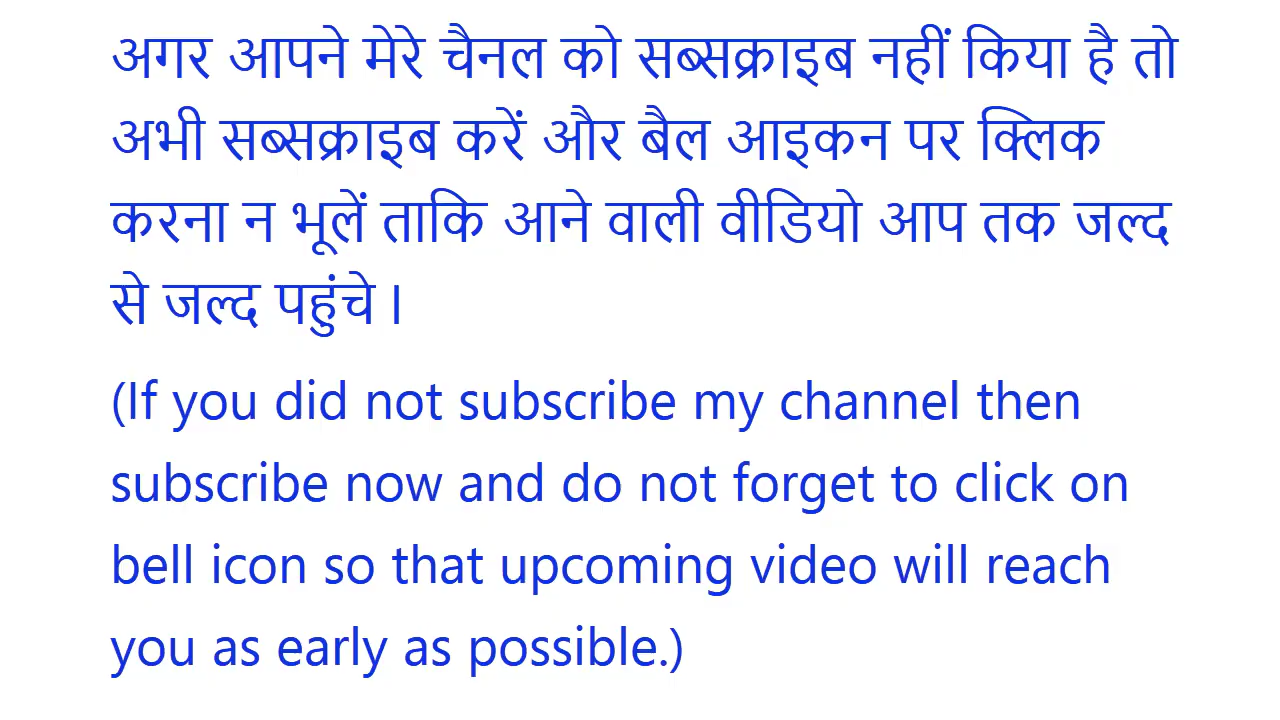 अगर आपने मेरे चैनल को सब्सक्राइब नहीं किया है तो
अभी सब्सक्राइब करें और बैल आइकन पर क्लिक
करना न भूलें ताकि आने वाली वीडियो आप तक जल्द
से जल्द पहुंचे ।
(If you did not subscribe my channel then
subscribe now and do not forget to click on
bell icon so that upcoming video will reach
you as early as possible.)